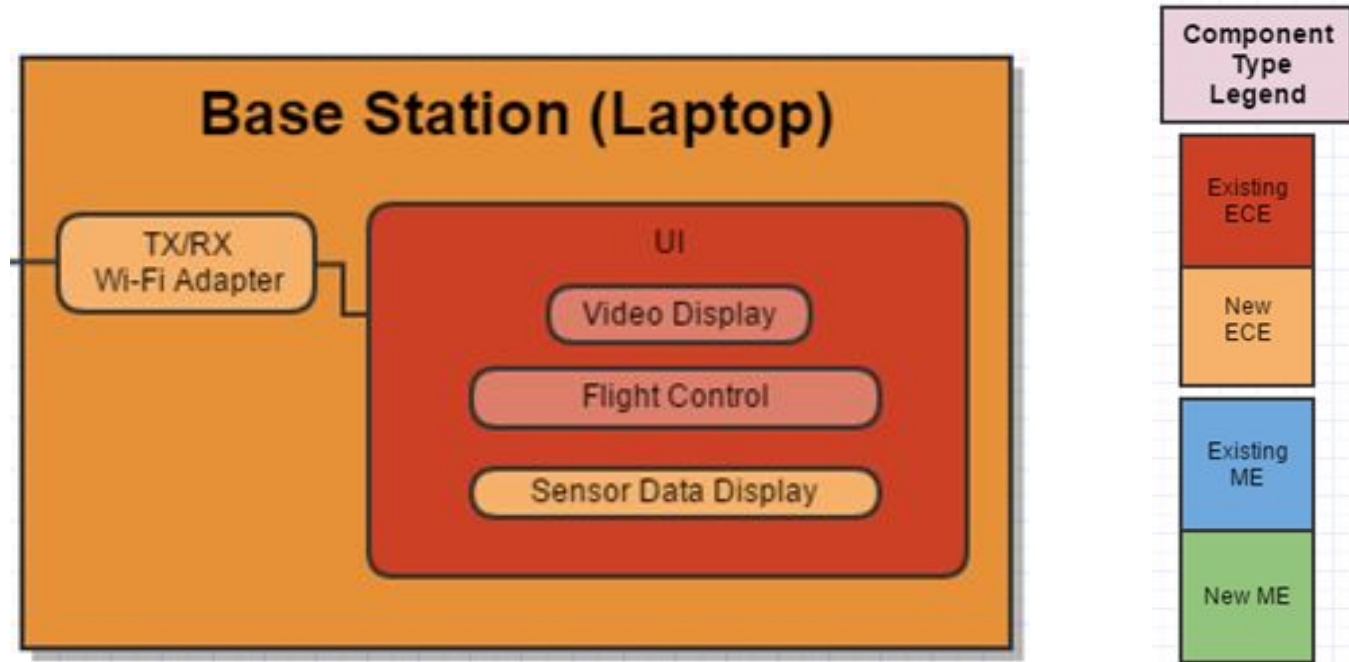 Base Station (Laptop)
TX/RX
Wi-Fi Adapter
UI
Video Display
Flight Control
Sensor Data Display
Component
Type
Legend
Existing
ECE
New
ECE
Existing
ME
New ME